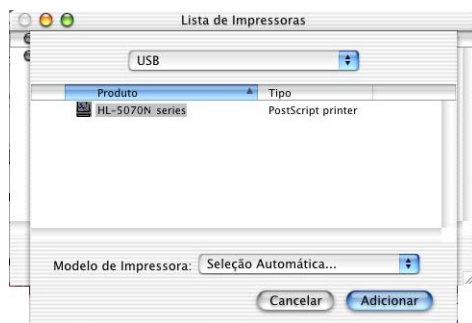 Lista de Impressoras
USB
Produto Tipo
HL-5070N series PostScript printer
Modelo de Impressora: Seleção Automática...
Cancelar Adicionar